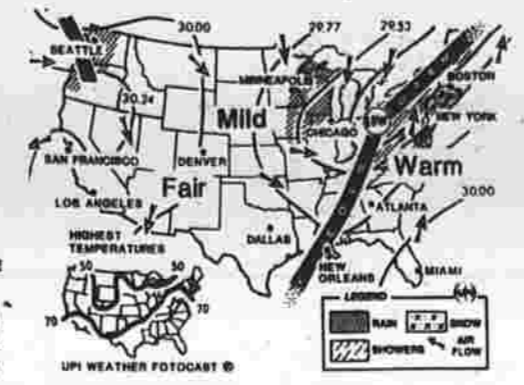 30.00
29.77
29.53
SEATTLE
MINNEAPOLIS
BOSTON
30.24
Mild
CHICAGO
LOW
NEW YORK
SAN FRANCISCO
DENVER
Warm
Fair
30.00
LOS ANGELES
ATLANTA
HIGHEST
TEMPERATURES
DALLAS
NEW
ORLEANS
MIAMI
50
50
70
70
LEGEND
RAIN
SNOW
SHOWERS
AIR
FLOW
UPI WEATHER FOTOCAST ®